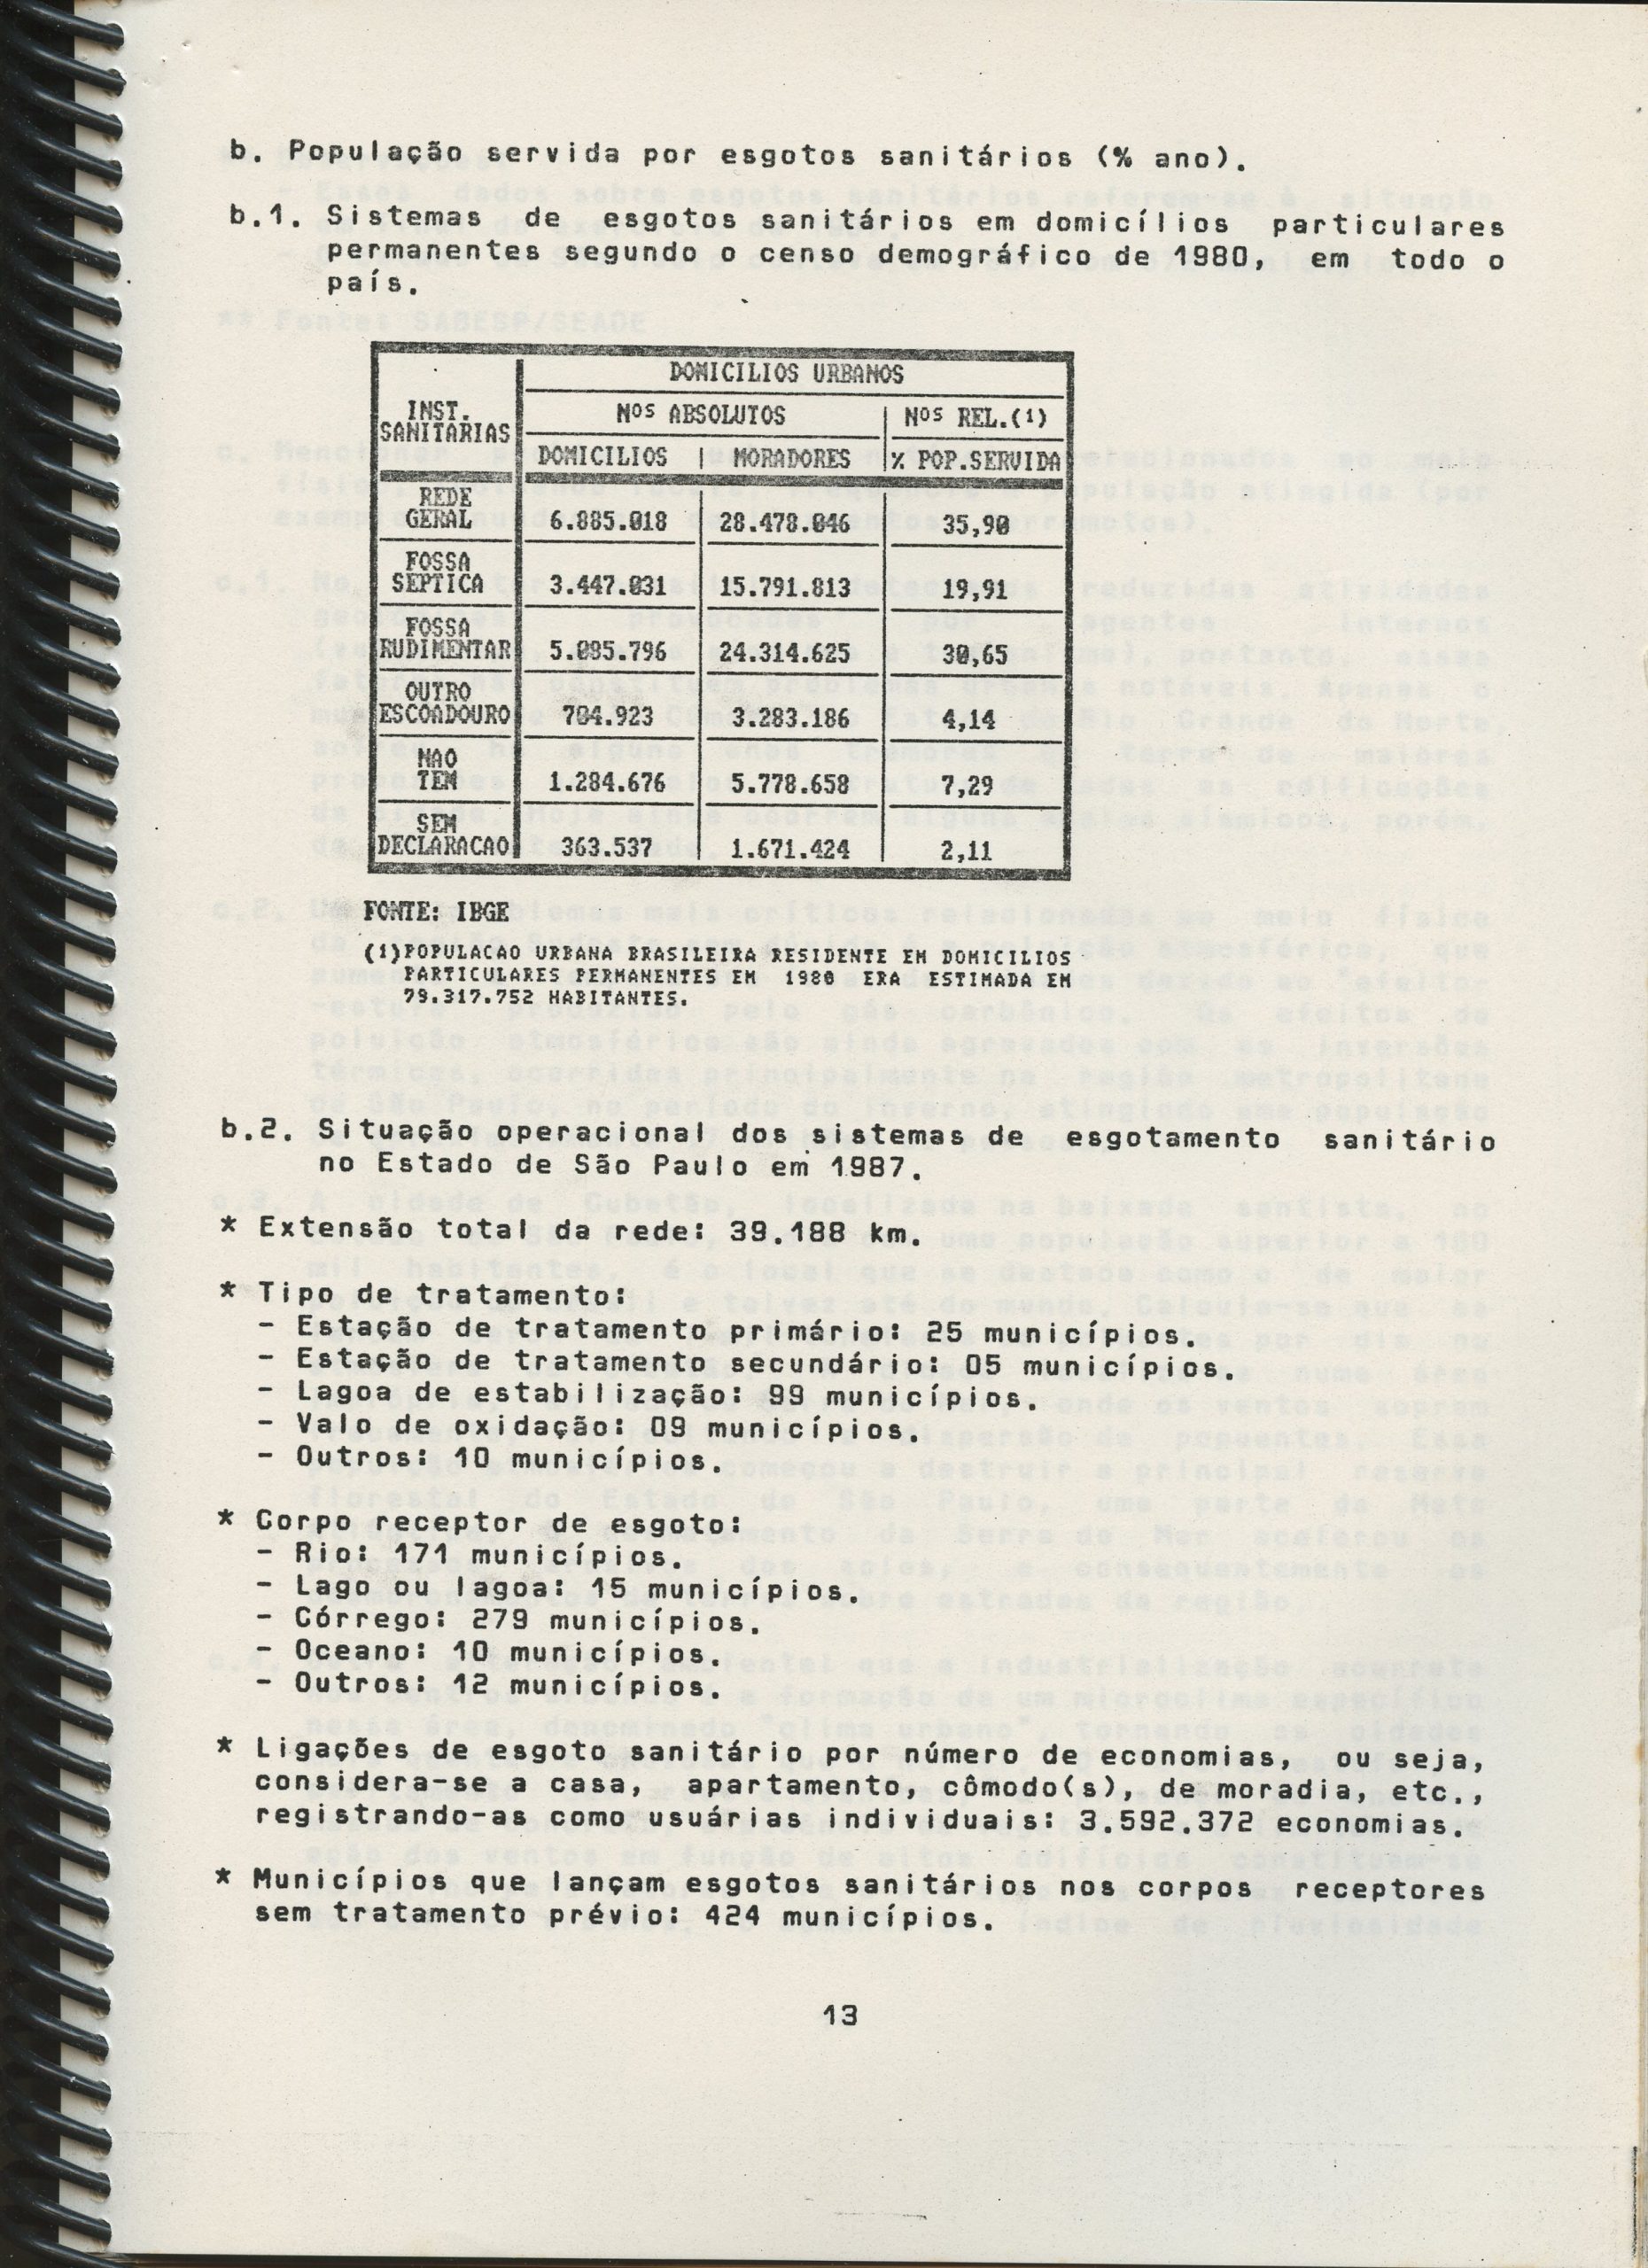 b. População servida por esgotos sanitários (% ano).
b.1. Sistemas de esgotos sanitários em domicílios particulares
permanentes segundo o censo demográfico de 1980, em todo o
país.
DOMICILIOS URBANOS
INST.
SANITARIAS
Nos ABSOLUTOS
Nos REL.(1)
DOMICILIOS | MORADORES
% POP.SERVIDA
REDE
GERAL 6.885.018 28.478.046 35,90
FOSSA
SEPTICA 3.447.031 15.791.813 19,91
FOSSA
RUDIMENTAR 5.095.796 24.314.625 30,65
OUTRO
ESCOADOURO 704.923 3.283.186 4,14
NAO
TEM 1.284.676 5.778.658 7,29
SEM
DECLARACAO 363.537 1.671.424 2,11
FONTE: IBGE
(1)POPULACAO URBANA BRASILEIRA RESIDENTE EM DOMICILIOS
PARTICULARES PERMANENTES EM 1980 ERA ESTIMADA EM
79.317.752 HABITANTES.
b.2. Situação operacional dos sistemas de esgotamento sanitário
no Estado de São Paulo em 1987.
* Extensão total da rede: 39.188 km.
* Tipo de tratamento:
- Estação de tratamento primário: 25 municípios.
- Estação de tratamento secundário: 05 municípios.
- Lagoa de estabilização: 99 municípios.
- Valo de oxidação: 09 municípios.
- Outros: 10 municípios.
* Corpo receptor de esgoto:
- Rio: 171 municípios.
- Lago ou lagoa: 15 municípios.
- Córrego: 279 municípios.
- Oceano: 10 municípios.
- Outros: 12 municípios.
* Ligações de esgoto sanitário por número de economias, ou seja,
considera-se a casa, apartamento, cômodo(s), de moradia, etc.,
registrando-as como usuárias individuais: 3.592.372 economias.
* Municípios que lançam esgotos sanitários nos corpos receptores
sem tratamento prévio: 424 municípios.
13